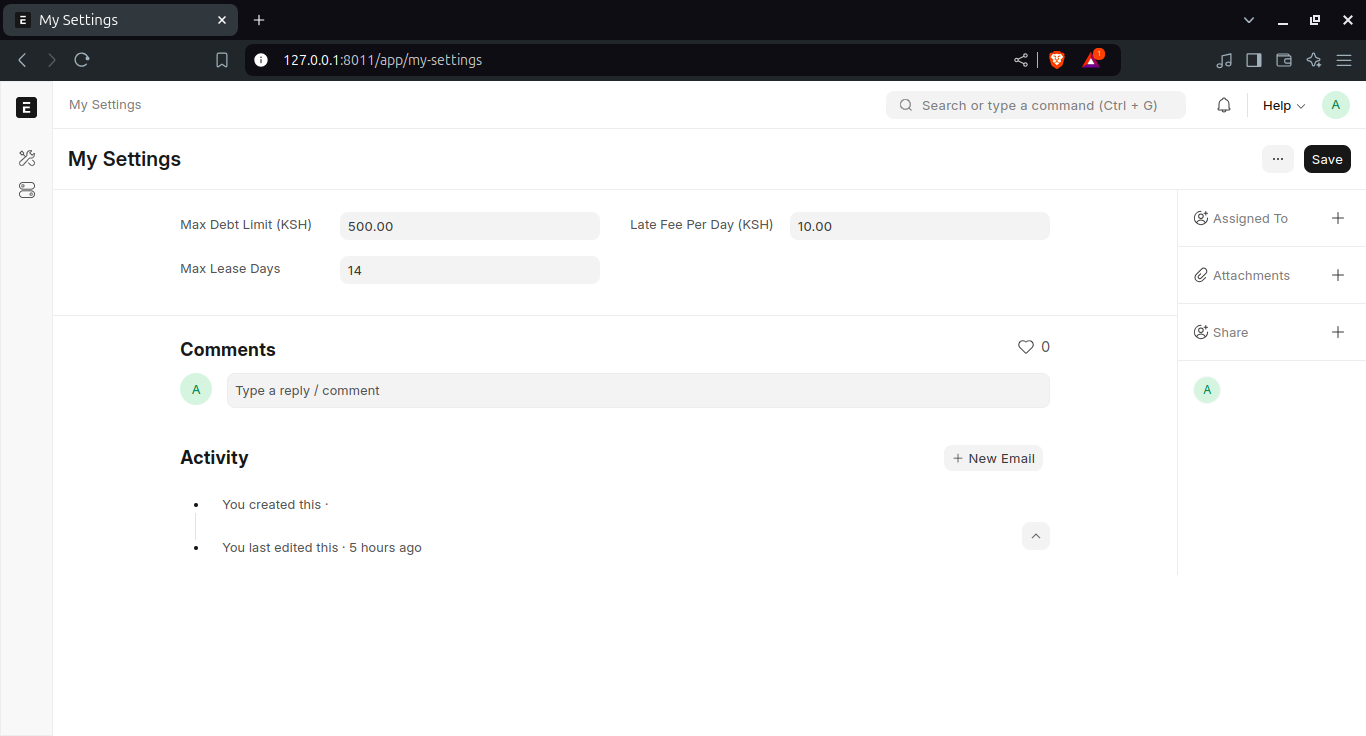 E My Settings
127.0.0.1:8011/app/my-settings
1
E My Settings Search or type a command (Ctrl + G) Help A
My Settings ... Save
Max Debt Limit (KSH) 500.00 Late Fee Per Day (KSH) 10.00
Max Lease Days 14
Assigned To
Attachments
Share
A
Comments 0
A Type a reply / comment
Activity New Email
You created this ·
You last edited this · 5 hours ago